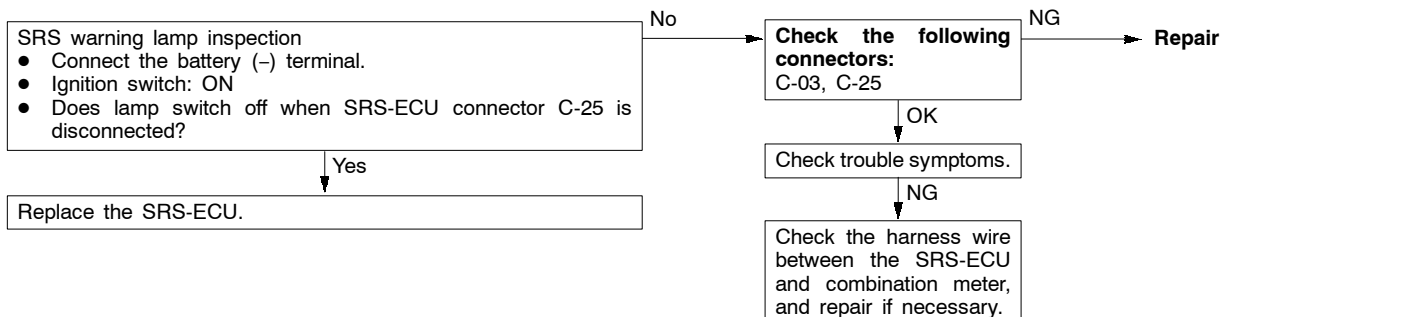 SRS warning lamp inspection
● Connect the battery (–) terminal.
● Ignition switch: ON
● Does lamp switch off when SRS-ECU connector C-25 is
disconnected?
No
Check the following
connectors:
C-03, C-25
NG
Repair
OK
Check trouble symptoms.
Yes
NG
Replace the SRS-ECU.
Check the harness wire
between the SRS-ECU
and combination meter,
and repair if necessary.